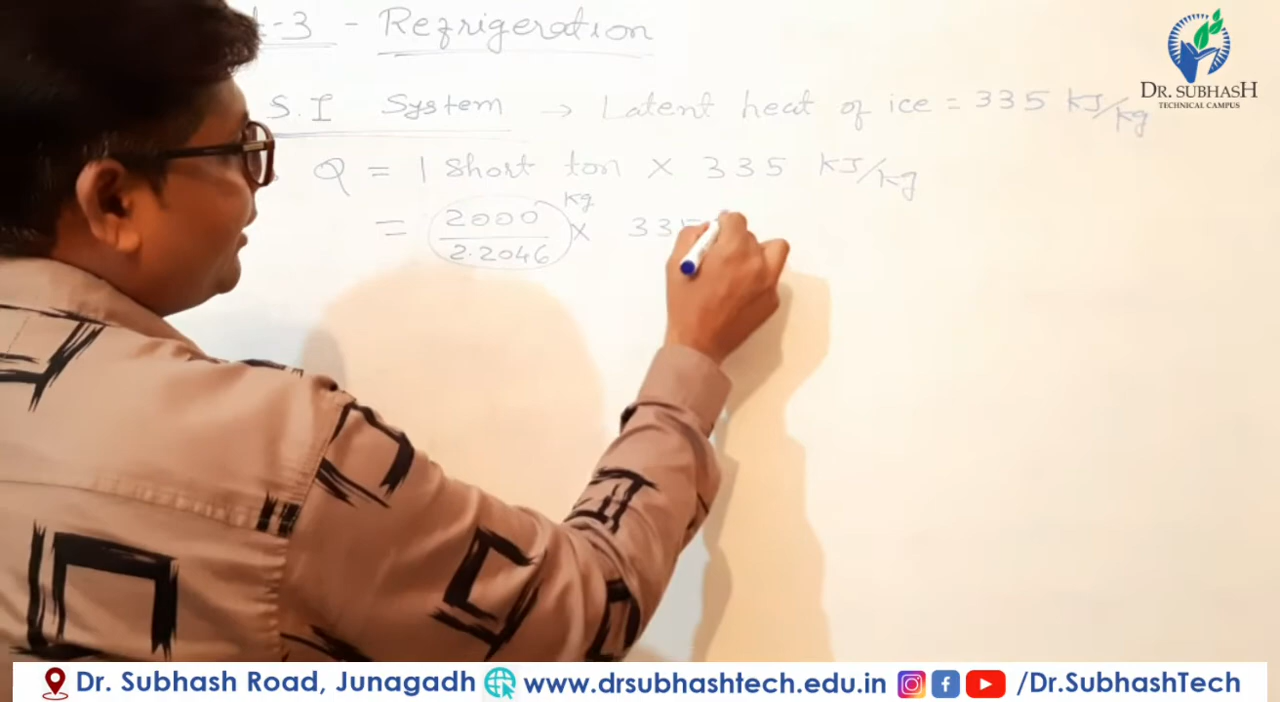 -3 - Refrigeration
S.I System → Latent heat of ice = 335 KJ/kg
Q = 1 Short ton × 335 KJ/kg
= 2000/2.2046 kg × 335
DR. SUBHASH
TECHNICAL CAMPUS
Dr. Subhash Road, Junagadh www.drsubhashtech.edu.in /Dr.SubhashTech